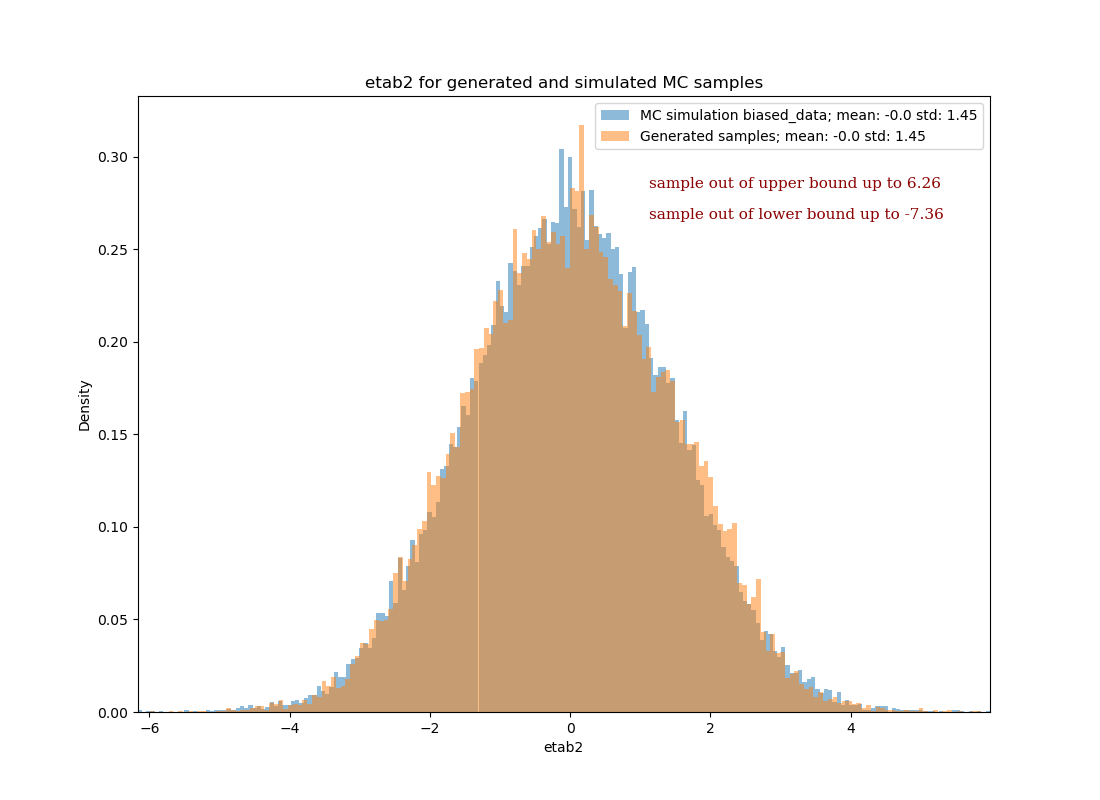 etab2 for generated and simulated MC samples
MC simulation biased_data; mean: -0.0 std: 1.45
Generated samples; mean: -0.0 std: 1.45
sample out of upper bound up to 6.26
sample out of lower bound up to -7.36
0.30
0.25
0.20
0.15
0.10
0.05
0.00
Density
−6
−4
−2
0
2
4
etab2